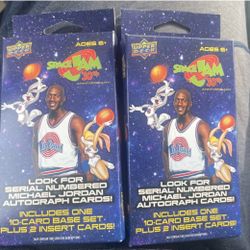 UPPER DECK
AGES 6+
SPACE JAM
30th
LOOK FOR
SERIAL NUMBERED
MICHAEL JORDAN
AUTOGRAPH CARDS!
INCLUDES ONE
10-CARD BASE SET
PLUS 2 INSERT CARDS!
UPPER DECK
AGES 6+
SPACE JAM
30th
LOOK FOR
SERIAL NUMBERED
MICHAEL JORDAN
AUTOGRAPH CARDS!
INCLUDES ONE
10-CARD BASE SET
PLUS 2 INSERT CARDS!